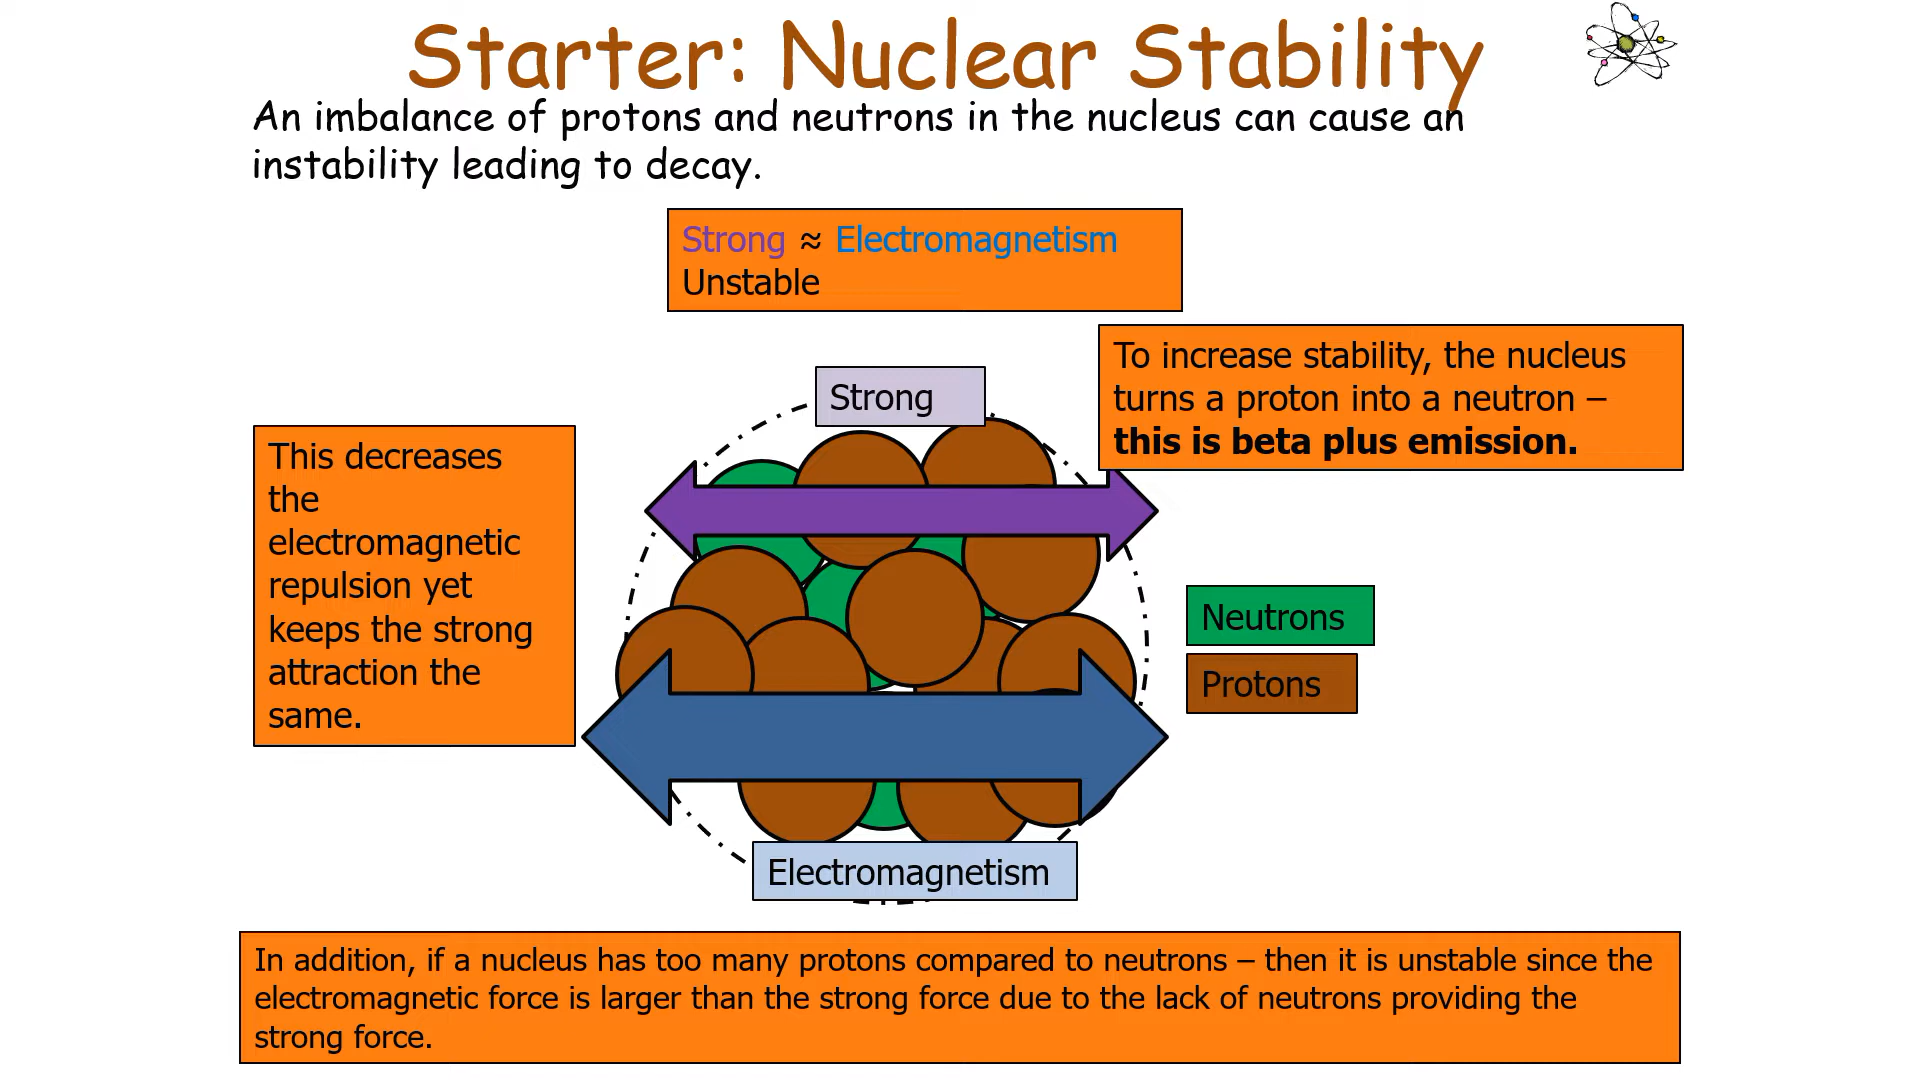 Starter: Nuclear Stability
An imbalance of protons and neutrons in the nucleus can cause an
instability leading to decay.
Strong ≈ Electromagnetism
Unstable
To increase stability, the nucleus
turns a proton into a neutron –
this is beta plus emission.
Strong
This decreases
the
electromagnetic
repulsion yet
keeps the strong
attraction the
same.
Neutrons
Protons
Electromagnetism
In addition, if a nucleus has too many protons compared to neutrons – then it is unstable since the
electromagnetic force is larger than the strong force due to the lack of neutrons providing the
strong force.